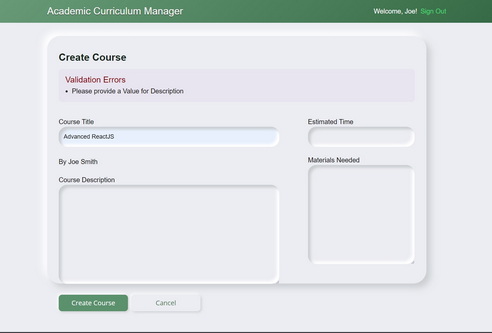 Academic Curriculum Manager
Welcome, Joe! Sign Out
Create Course
Validation Errors
Please provide a Value for Description
Course Title
Advanced ReactJS
By Joe Smith
Course Description
Estimated Time
Materials Needed
Create Course
Cancel